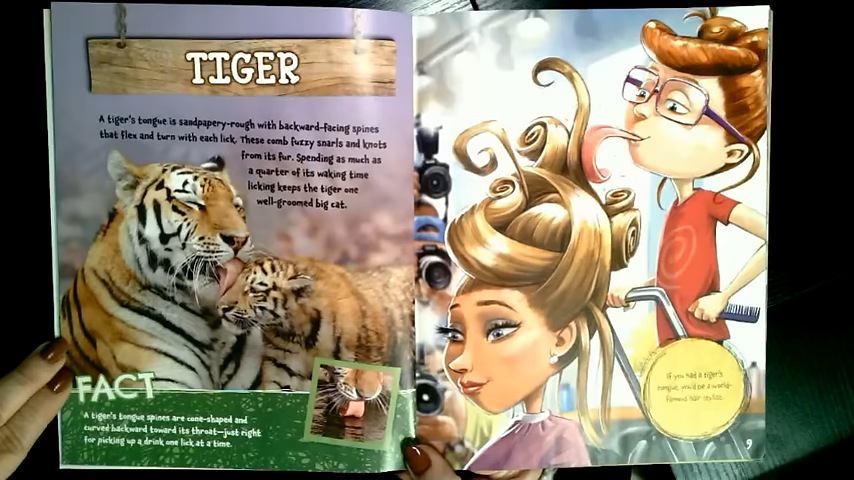 TIGER
A tiger's tongue is sandpapery-rough with backward-facing spines
that flex and turn with each lick. These comb fuzzy snarls and knots
from its fur. Spending as much as
a quarter of its waking time
licking keeps the tiger one
well-groomed big cat.
FACT
A tiger's tongue spines are cone-shaped and
curved backward toward its throat—just right
for picking up a drink one lick at a time.
If you had a tiger's
tongue, you'd be a world-
famous hair stylist.
9